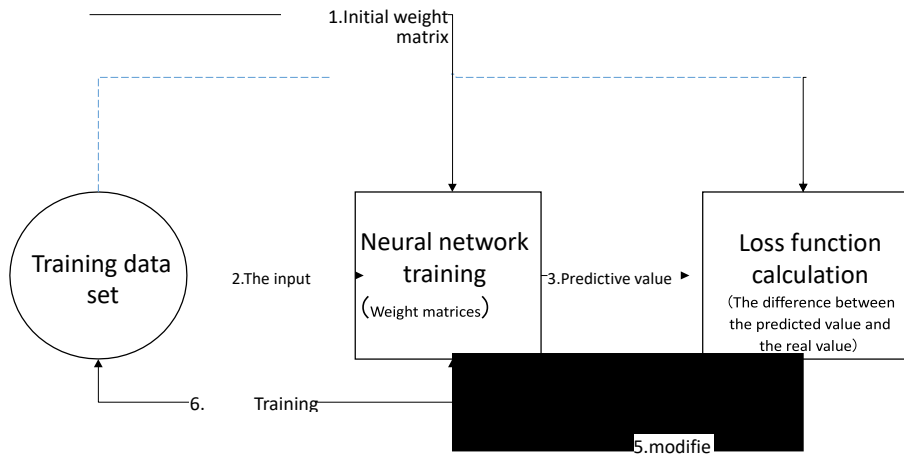 1.Initial weight
matrix
Training data
set
2.The input
Neural network
training
(Weight matrices)
3.Predictive value
Loss function
calculation
(The difference between
the predicted value and
the real value)
6. Training
5.modifie